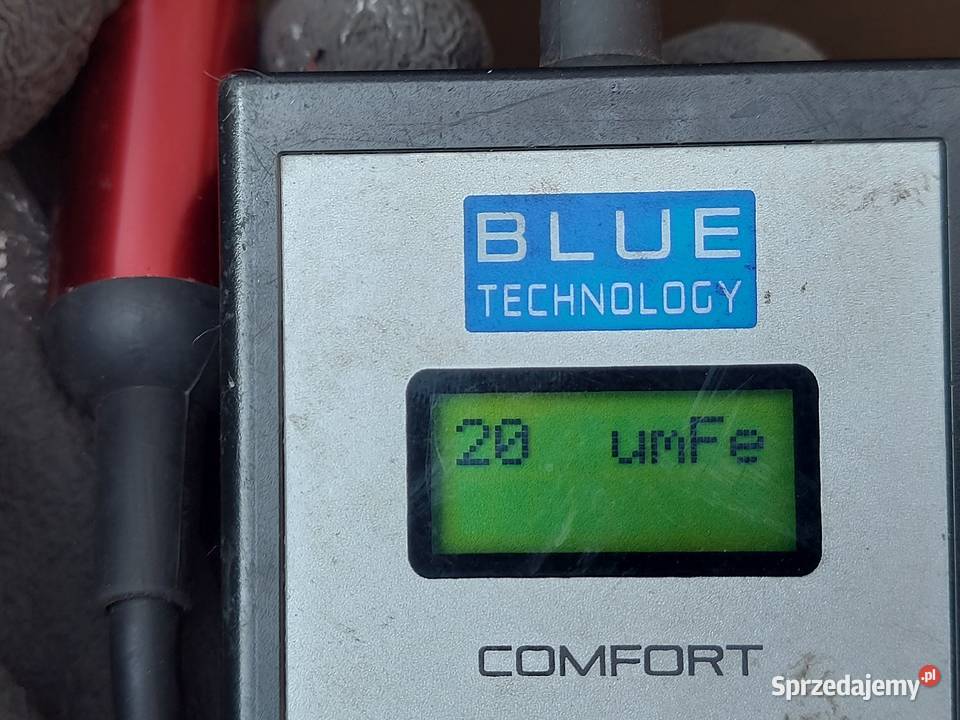 BLUE
TECHNOLOGY
20 umFe
COMFORT
Sprzedajemy.pl